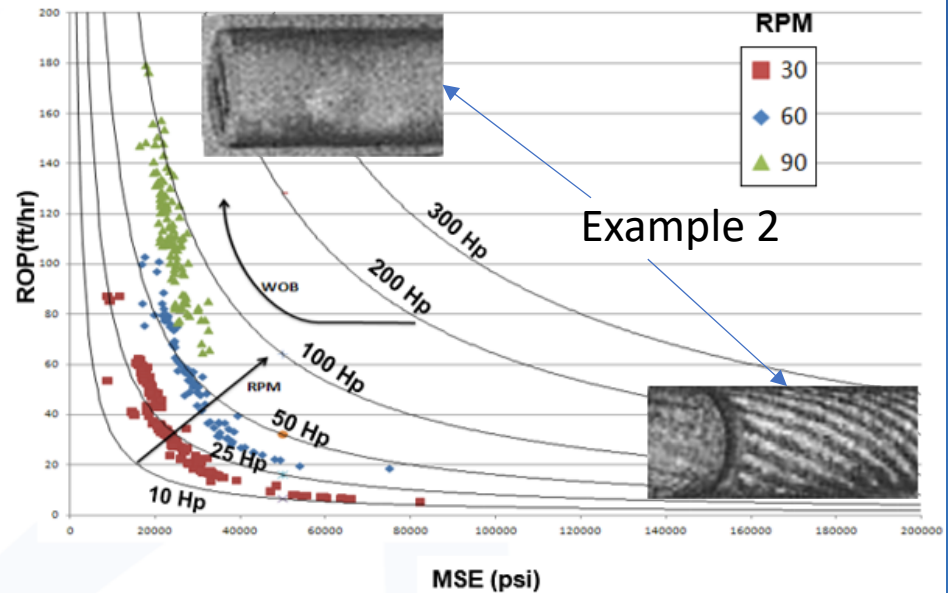 RPM
30
60
90
Example 2
ROP(ft/hr)
200
180
160
140
120
100
80
60
40
20
0
WOB
RPM
300 Hp
200 Hp
100 Hp
50 Hp
25 Hp
10 Hp
0
20000
40000
60000
80000
100000
120000
140000
160000
180000
200000
MSE (psi)